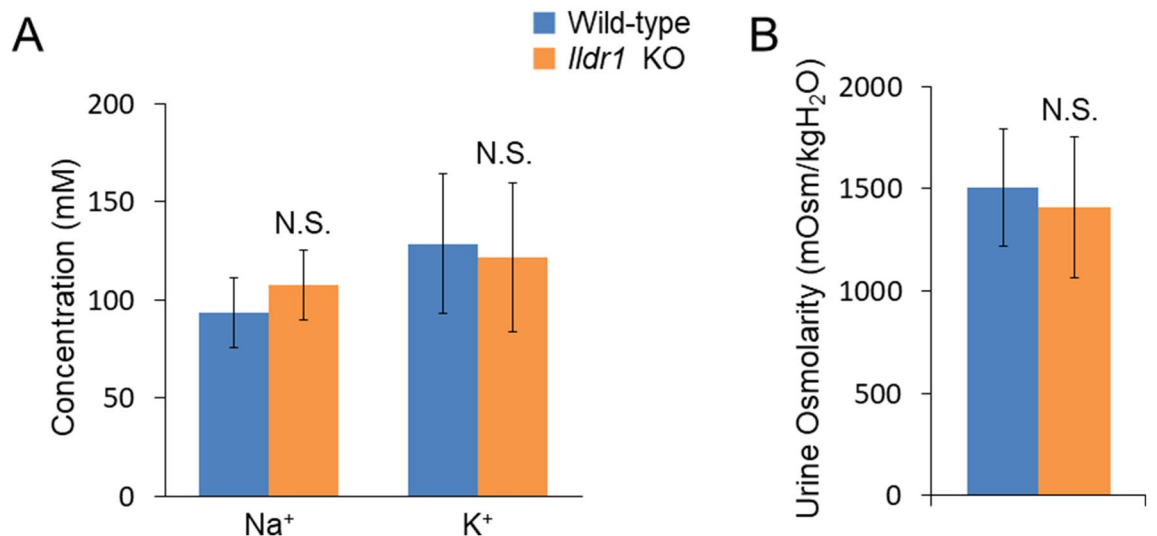 A
Wild-type
Ildr1 KO
B
Concentration (mM)
200
150
100
50
0
N.S.
N.S.
Na⁺
K⁺
Urine Osmolarity (mOsm/kgH₂O)
2000
1500
1000
500
0
N.S.